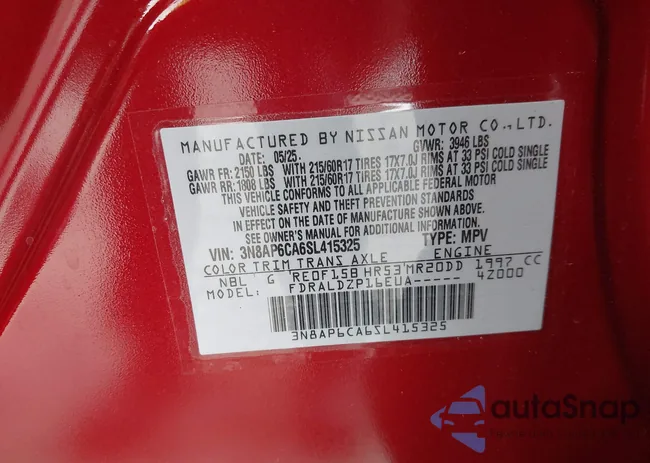 MANUFACTURED BY NISSAN MOTOR CO., LTD.
DATE: 05/25. GVWR: 3946 LBS
GAWR FR: 2150 LBS WITH 215/60R17 TIRES 17X7.0J RIMS AT 33 PSI COLD SINGLE
GAWR RR: 1808 LBS WITH 215/60R17 TIRES 17X7.0J RIMS AT 33 PSI COLD SINGLE
THIS VEHICLE CONFORMS TO ALL APPLICABLE FEDERAL MOTOR
VEHICLE SAFETY AND THEFT PREVENTION STANDARDS
IN EFFECT ON THE DATE OF MANUFACTURE SHOWN ABOVE.
SEE OWNER'S MANUAL FOR ADDITIONAL INFORMATION
VIN: 3N8AP6CA6SL415325 TYPE: MPV
COLOR TRIM TRANS AXLE ENGINE
NBL G RE0F15B HR53 MR20DD 1997 CC
MODEL: FDRALDZP16EUA----- 4Z000
3N8AP6CA6SL415325
autoSnap